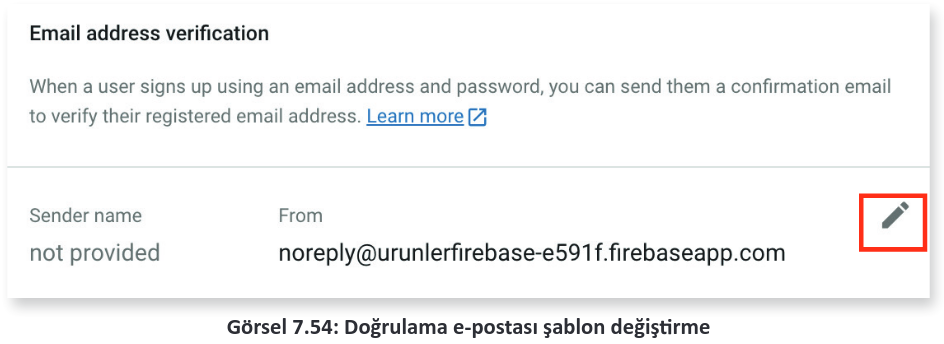 Email address verification
When a user signs up using an email address and password, you can send them a confirmation email
to verify their registered email address. Learn more
Sender name
From
not provided
noreply@urunlerfirebase-e591f.firebaseapp.com
Görsel 7.54: Doğrulama e-postası şablon değiştirme